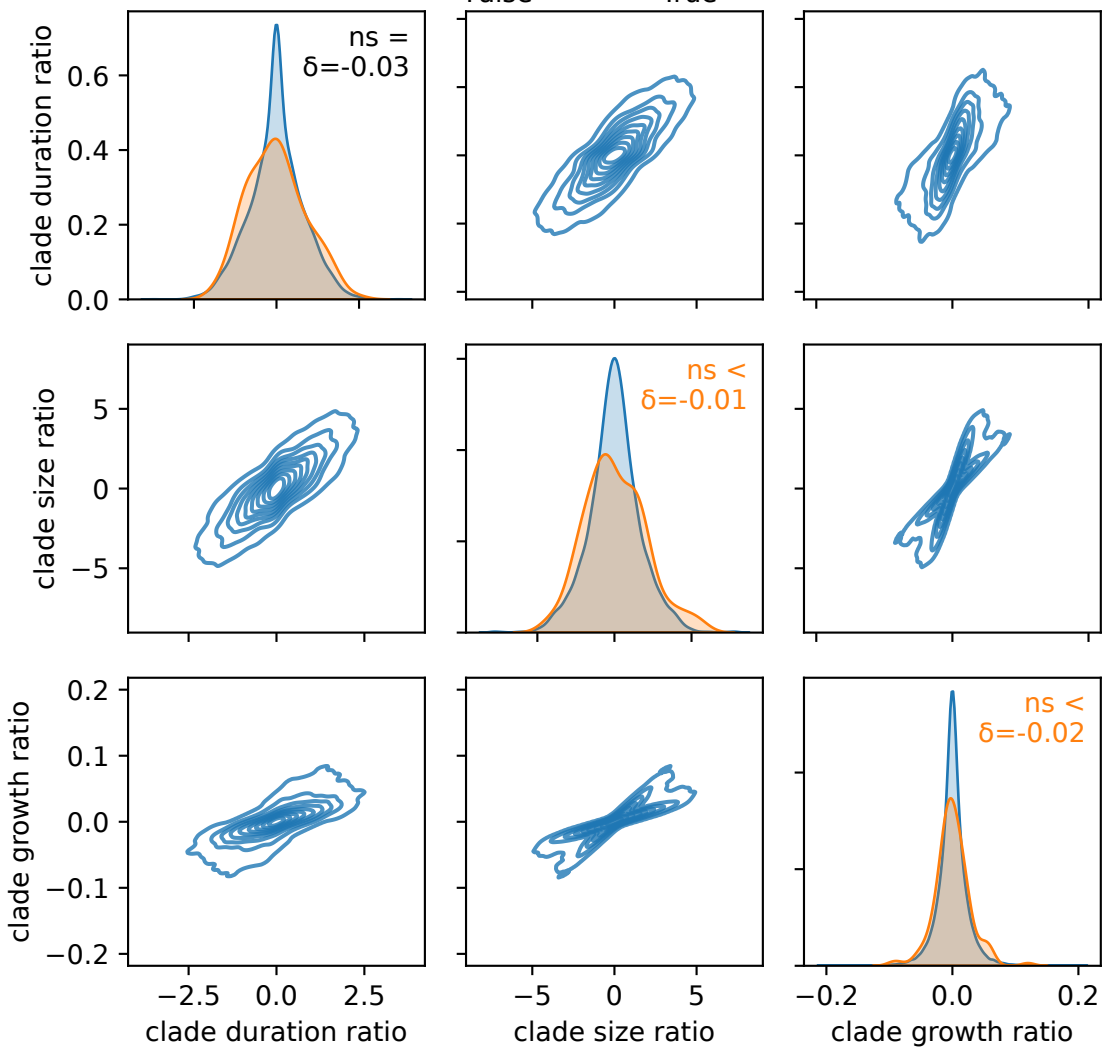 clade duration ratio
0.6
0.4
0.2
0.0
ns =
δ=-0.03
clade size ratio
5
0
−5
ns <
δ=-0.01
clade growth ratio
0.2
0.1
0.0
−0.1
−0.2
ns <
δ=-0.02
−2.5 0.0 2.5
−5 0 5
−0.2 0.0 0.2
clade duration ratio
clade size ratio
clade growth ratio